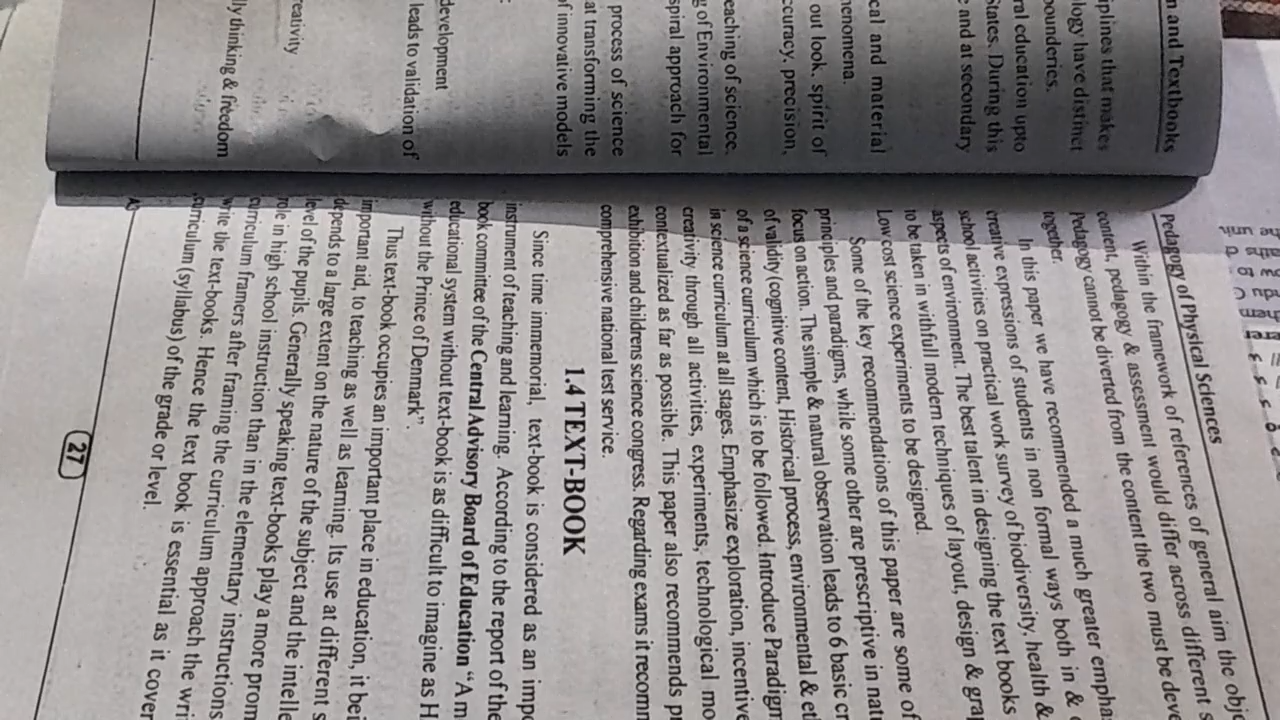 n and Textbooks
iplines that makes
logy have distinct
bounderies.
ral education upto
States. During this
e and at secondary
cal and material
nenomena.
out look, spirit of
ccuracy, precision,
eaching of science.
g of Environmental
spiral approach for
process of science
at transforming the
of innovative models
development
leads to validation of
reativity
lly thinking & freedom
Pedagogy of Physical Sciences
Within the framework of references of general aim the obj
content, pedagogy & assessment would differ across different s
Pedagogy cannot be diverted from the content the two must be deve
together.
In this paper we have recommended a much greater empha
creative expressions of students in non formal ways both in &
school activities on practical work survey of biodiversity, health &
aspects of environment. The best talent in designing the text books
to be taken in withfull modern techniques of layout, design & grap
Low cost science experiments to be designed.
Some of the key recommendations of this paper are some of
principles and paradigms, while some other are prescriptive in natu
focus on action. The simple & natural observation leads to 6 basic cr
of validity (cognitive content, Historical process, environmental & et
of a science curriculum which is to be followed. Introduce Paradigm
in science curriculum at all stages. Emphasize exploration, incentive
creativity through all activities, experiments, technological mo
contextualized as far as possible. This paper also recommends pr
exhibition and childrens science congress. Regarding exams it recomm
comprehensive national test service.
1.4 TEXT-BOOK
Since time immemorial, text-book is considered as an impo
instrument of teaching and learning. According to the report of the
book committee of the Central Advisory Board of Education "A m
educational system without text-book is as difficult to imagine as H
without the Prince of Denmark".
Thus text-book occupies an important place in education, it bei
important aid, to teaching as well as learning. Its use at different s
depends to a large extent on the nature of the subject and the intelle
level of the pupils. Generally speaking text-books play a more prom
role in high school instruction than in the elementary instructions
curriculum framers after framing the curriculum approach the wri
write the text-books. Hence the text book is essential as it cover
curriculum (syllabus) of the grade or level.
27